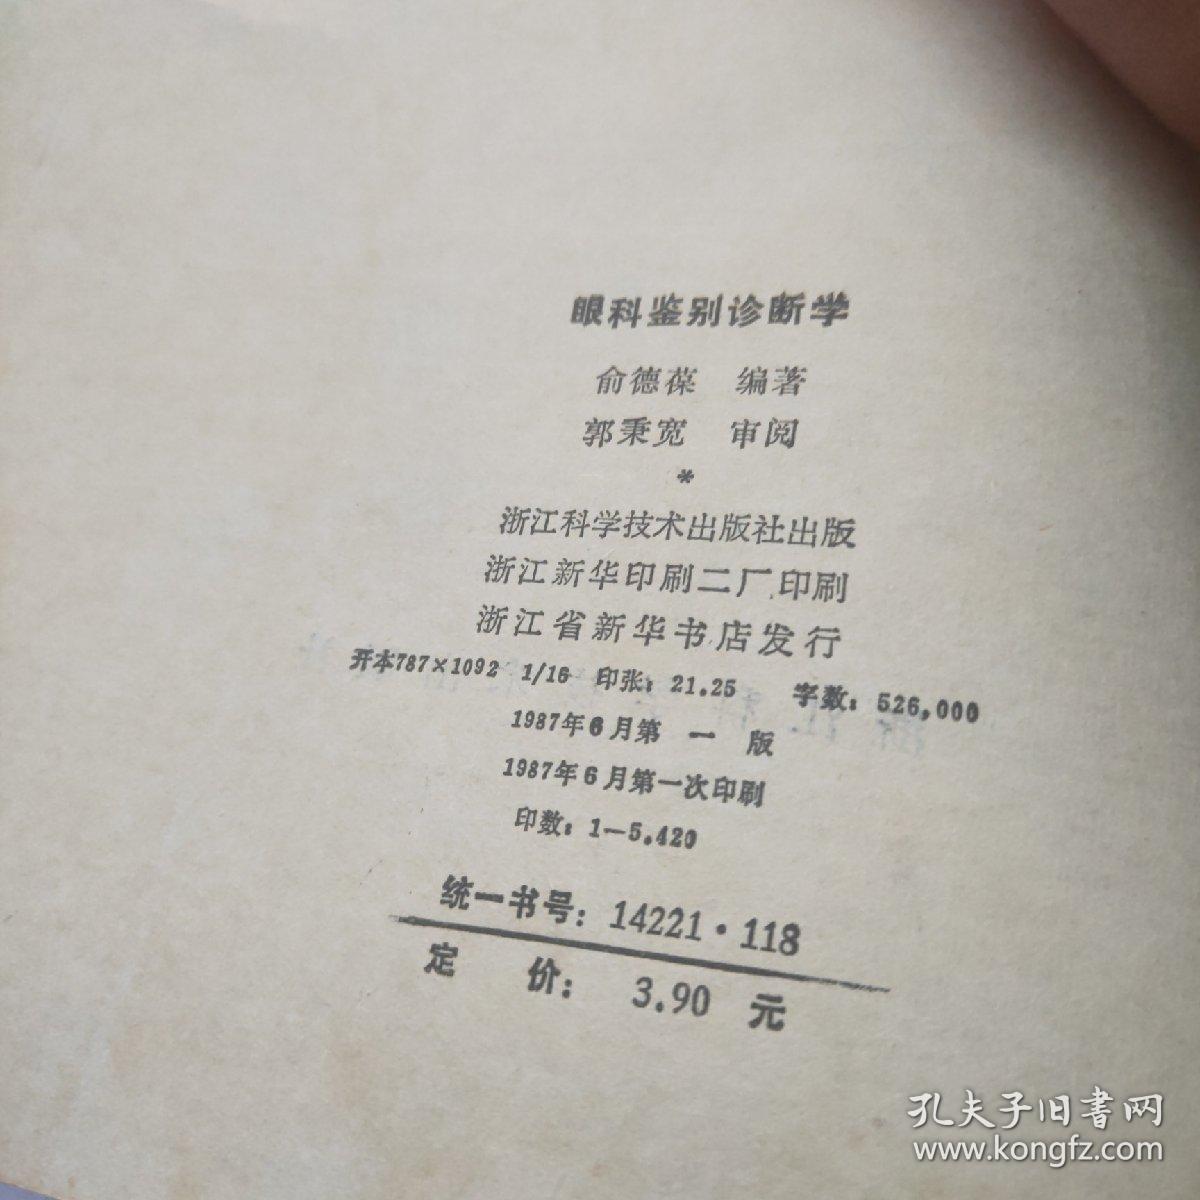 眼科鉴别诊断学
俞德葆 编著
郭秉宽 审阅
*
浙江科学技术出版社出版
浙江新华印刷二厂印刷
浙江省新华书店发行
开本787×1092 1/16 印张：21.25 字数：526,000
1987年6月第一版
1987年6月第一次印刷
印数：1—5,420
统一书号：14221·118
定 价： 3.90 元
孔夫子旧书网
www.kongfz.com